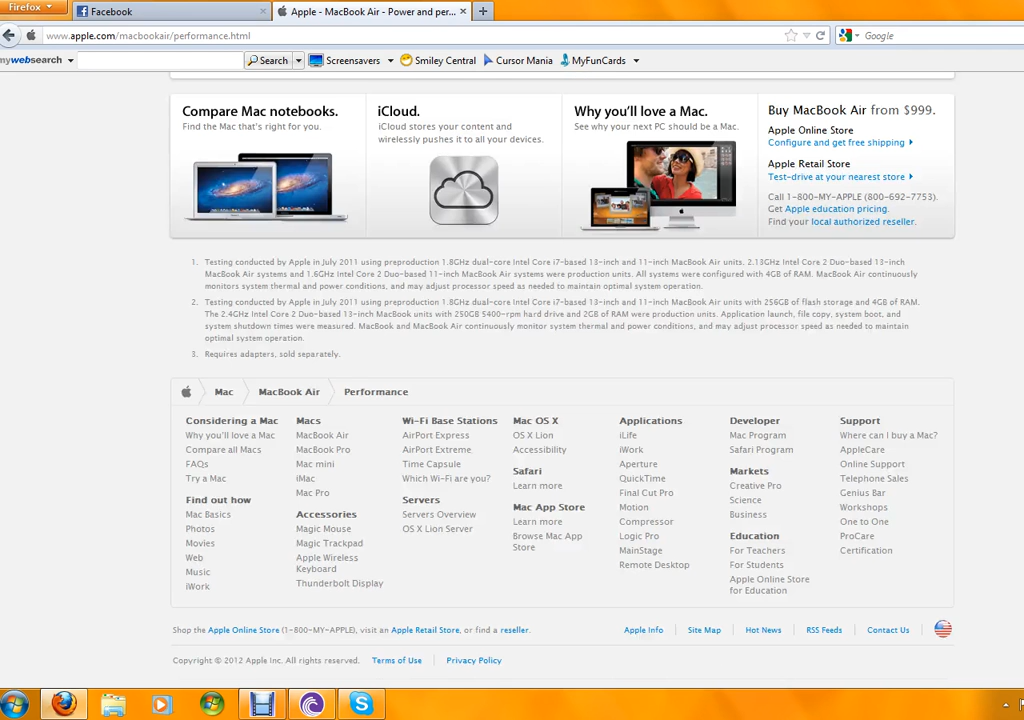 Firefox
Facebook
Apple - MacBook Air - Power and per...
www.apple.com/macbookair/performance.html
Google
mywebsearch
Search
Screensavers
Smiley Central
Cursor Mania
MyFunCards
Compare Mac notebooks.
Find the Mac that's right for you.
iCloud.
iCloud stores your content and
wirelessly pushes it to all your devices.
Why you'll love a Mac.
See why your next PC should be a Mac.
Buy MacBook Air from $999.
Apple Online Store
Configure and get free shipping
Apple Retail Store
Test-drive at your nearest store
Call 1-800-MY-APPLE (800-692-7753).
Get Apple education pricing.
Find your local authorized reseller.
1. Testing conducted by Apple in July 2011 using preproduction 1.8GHz dual-core Intel Core i7-based 13-inch and 11-inch MacBook Air units. 2.13GHz Intel Core 2 Duo-based 13-inch
MacBook Air systems and 1.6GHz Intel Core 2 Duo-based 11-inch MacBook Air systems were production units. All systems were configured with 4GB of RAM. MacBook Air continuously
monitors system thermal and power conditions, and may adjust processor speed as needed to maintain optimal system operation.
2. Testing conducted by Apple in July 2011 using preproduction 1.8GHz dual-core Intel Core i7-based 13-inch and 11-inch MacBook Air units with 256GB of flash storage and 4GB of RAM.
The 2.4GHz Intel Core 2 Duo-based 13-inch MacBook units with 250GB 5400-rpm hard drive and 2GB of RAM were production units. Application launch, file copy, system boot, and
system shutdown times were measured. MacBook and MacBook Air continuously monitor system thermal and power conditions, and may adjust processor speed as needed to maintain
optimal system operation.
3. Requires adapters, sold separately.
Mac
MacBook Air
Performance
Considering a Mac
Why you'll love a Mac
Compare all Macs
FAQs
Try a Mac
Find out how
Mac Basics
Photos
Movies
Web
Music
iWork
Macs
MacBook Air
MacBook Pro
Mac mini
iMac
Mac Pro
Accessories
Magic Mouse
Magic Trackpad
Apple Wireless
Keyboard
Thunderbolt Display
Wi-Fi Base Stations
AirPort Express
AirPort Extreme
Time Capsule
Which Wi-Fi are you?
Servers
Servers Overview
OS X Lion Server
Mac OS X
OS X Lion
Accessibility
Safari
Learn more
Mac App Store
Learn more
Browse Mac App
Store
Applications
iLife
iWork
Aperture
QuickTime
Final Cut Pro
Motion
Compressor
Logic Pro
MainStage
Remote Desktop
Developer
Mac Program
Safari Program
Markets
Creative Pro
Science
Business
Education
For Teachers
For Students
Apple Online Store
for Education
Support
Where can I buy a Mac?
AppleCare
Online Support
Telephone Sales
Genius Bar
Workshops
One to One
ProCare
Certification
Shop the Apple Online Store (1-800-MY-APPLE), visit an Apple Retail Store, or find a reseller.
Apple Info
Site Map
Hot News
RSS Feeds
Contact Us
Copyright © 2012 Apple Inc. All rights reserved.
Terms of Use
Privacy Policy